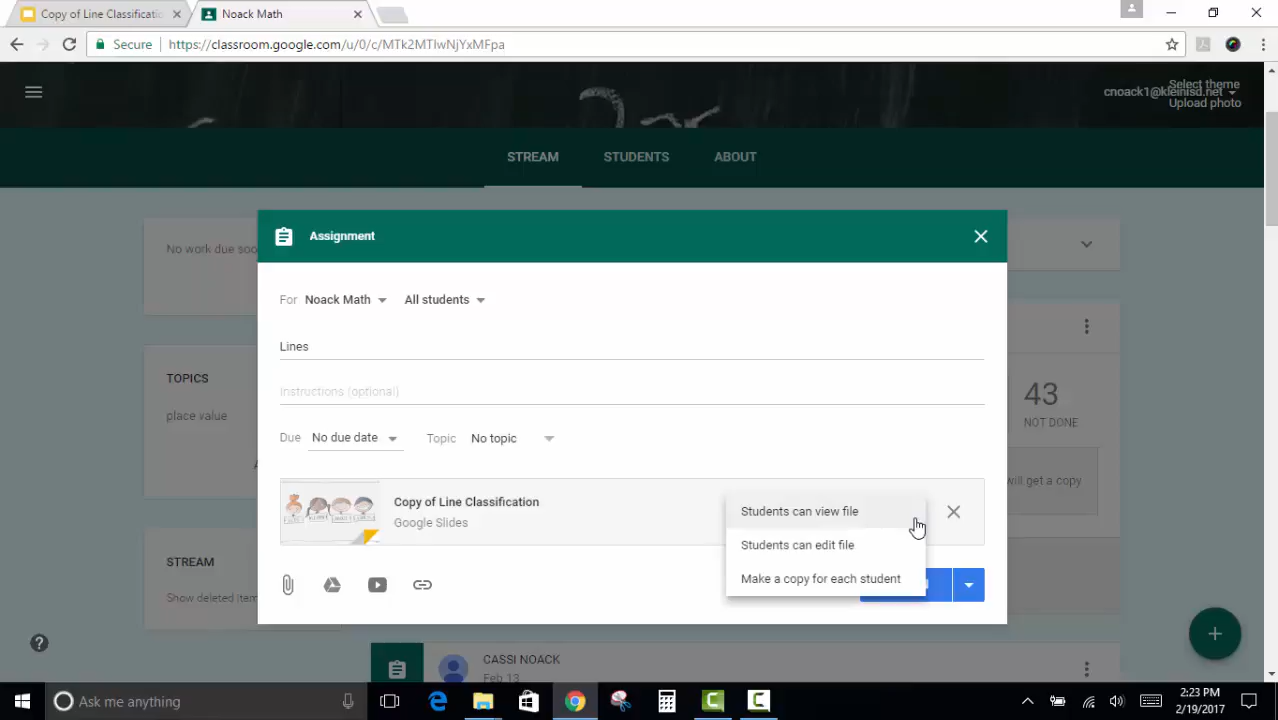 Copy of Line Classificatic
Noack Math
Secure
https://classroom.google.com/u/0/c/MTk2MTIwNjYxMFpa
Select theme
cnoack1@kleinisd.net
Upload photo
STREAM
STUDENTS
ABOUT
Assignment
No work due soo
For Noack Math All students
Lines
TOPICS
Instructions (optional)
43
place value
NOT DONE
Due No due date Topic No topic
will get a copy
Copy of Line Classification
Google Slides
Students can view file
Students can edit file
Make a copy for each student
STREAM
Show deleted item
CASSI NOACK
Feb 13
Ask me anything
2:23 PM
2/19/2017